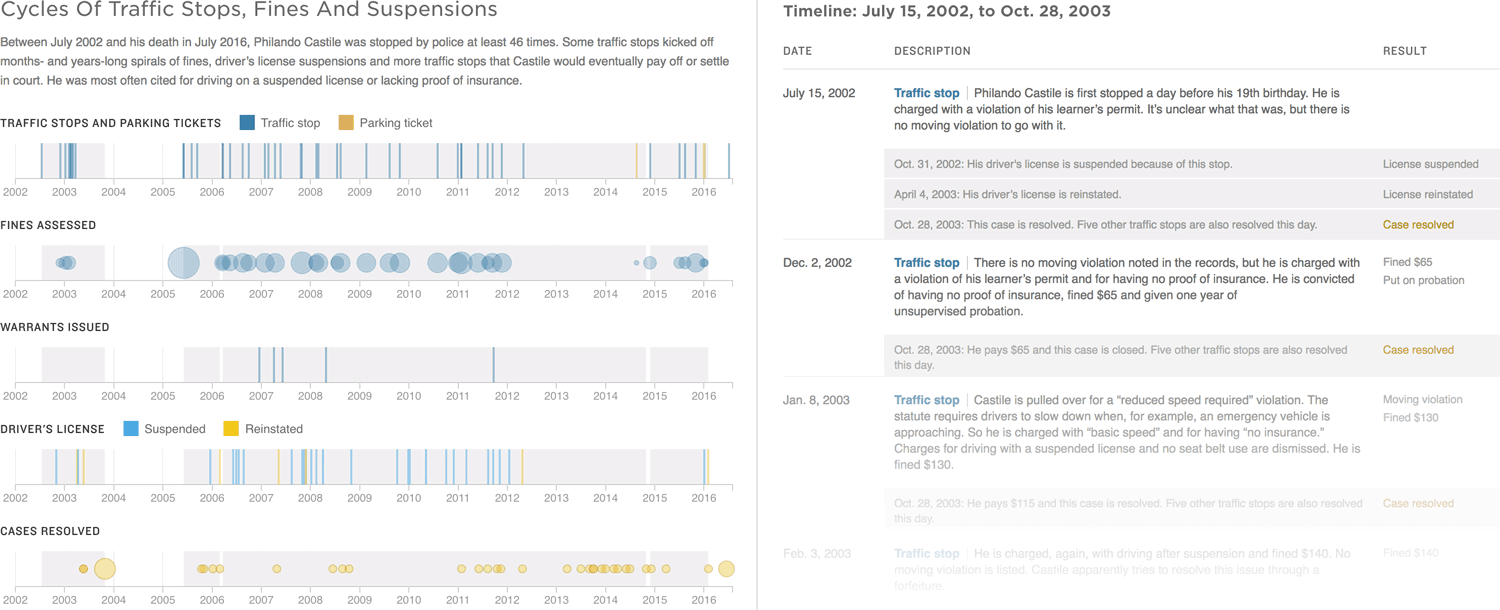 Cycles Of Traffic Stops, Fines And Suspensions
Between July 2002 and his death in July 2016, Philando Castile was stopped by police at least 46 times. Some traffic stops kicked off
months- and years-long spirals of fines, driver's license suspensions and more traffic stops that Castile would eventually pay off or settle
in court. He was most often cited for driving on a suspended license or lacking proof of insurance.
TRAFFIC STOPS AND PARKING TICKETS Traffic stop Parking ticket
2002 2003 2004 2005 2006 2007 2008 2009 2010 2011 2012 2013 2014 2015 2016
FINES ASSESSED
2002 2003 2004 2005 2006 2007 2008 2009 2010 2011 2012 2013 2014 2015 2016
WARRANTS ISSUED
2002 2003 2004 2005 2006 2007 2008 2009 2010 2011 2012 2013 2014 2015 2016
DRIVER'S LICENSE Suspended Reinstated
2002 2003 2004 2005 2006 2007 2008 2009 2010 2011 2012 2013 2014 2015 2016
CASES RESOLVED
2002 2003 2004 2005 2006 2007 2008 2009 2010 2011 2012 2013 2014 2015 2016
Timeline: July 15, 2002, to Oct. 28, 2003
DATE DESCRIPTION RESULT
July 15, 2002 Traffic stop | Philando Castile is first stopped a day before his 19th birthday. He is
charged with a violation of his learner's permit. It's unclear what that was, but there is
no moving violation to go with it.
Oct. 31, 2002: His driver's license is suspended because of this stop. License suspended
April 4, 2003: His driver's license is reinstated. License reinstated
Oct. 28, 2003: This case is resolved. Five other traffic stops are also resolved this day. Case resolved
Dec. 2, 2002 Traffic stop | There is no moving violation noted in the records, but he is charged with Fined $65
a violation of his learner's permit and for having no proof of insurance. He is convicted Put on probation
of having no proof of insurance, fined $65 and given one year of
unsupervised probation.
Oct. 28, 2003: He pays $65 and this case is closed. Five other traffic stops are also resolved Case resolved
this day.
Jan. 8, 2003 Traffic stop | Castile is pulled over for a "reduced speed required" violation. The Moving violation
statute requires drivers to slow down when, for example, an emergency vehicle is Fined $130
approaching. So he is charged with "basic speed" and for having "no insurance."
Charges for driving with a suspended license and no seat belt use are dismissed. He is
fined $130.
Oct. 28, 2003: He pays $115 and this case is resolved. Five other traffic stops are also resolved Case resolved
this day.
Feb. 3, 2003 Traffic stop | He is charged, again, with driving after suspension and fined $140. No Fined $140
moving violation is listed. Castile apparently tries to resolve this issue through a
forfeiture.